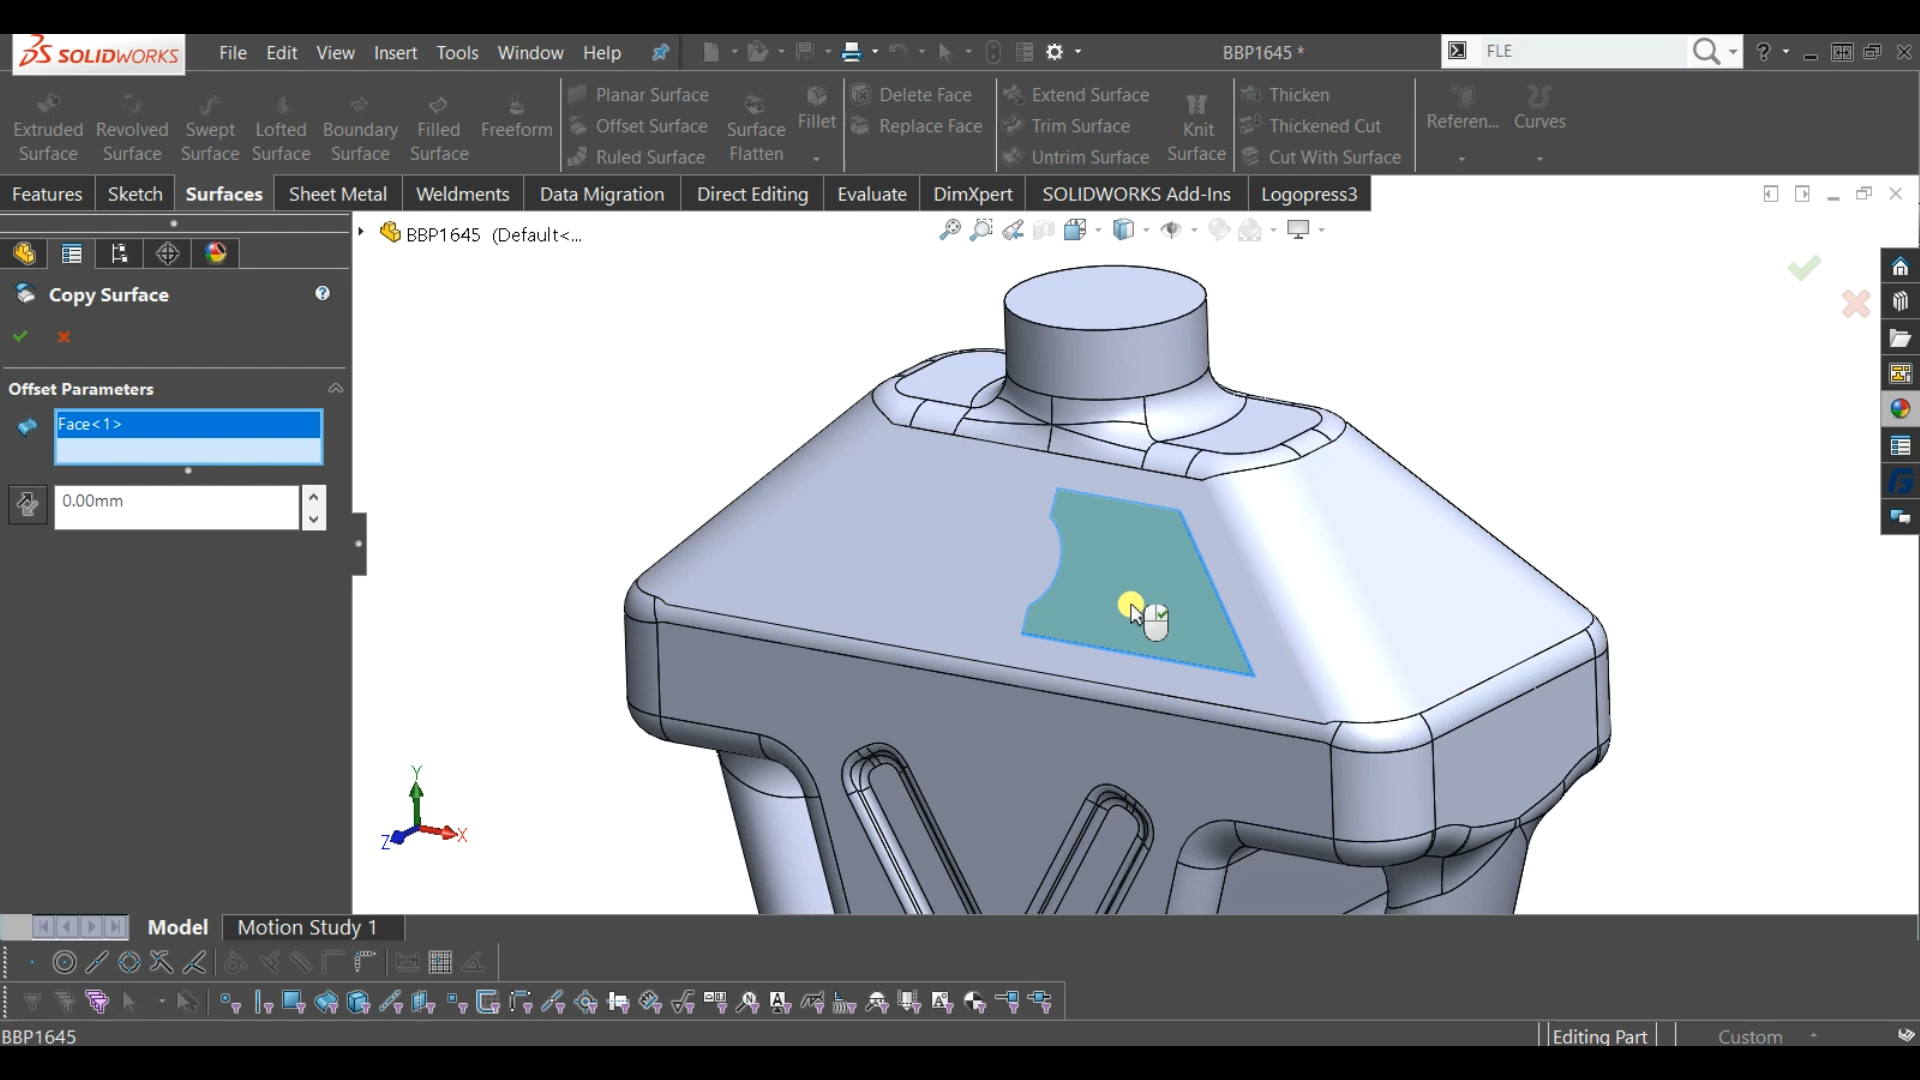 SOLIDWORKS File Edit View Insert Tools Window Help BBP1645 * FLE
Extruded Surface Revolved Surface Swept Surface Lofted Surface Boundary Surface Filled Surface Freeform
Planar Surface
Offset Surface
Ruled Surface
Surface Flatten
Fillet
Delete Face
Replace Face
Extend Surface
Trim Surface
Untrim Surface
Knit Surface
Thicken
Thickened Cut
Cut With Surface
Referen...
Curves
Features Sketch Surfaces Sheet Metal Weldments Data Migration Direct Editing Evaluate DimXpert SOLIDWORKS Add-Ins Logopress3
BBP1645 (Default<...
Copy Surface
Offset Parameters
Face<1>
0.00mm
Y
X
Z
Model Motion Study 1
BBP1645 Editing Part Custom